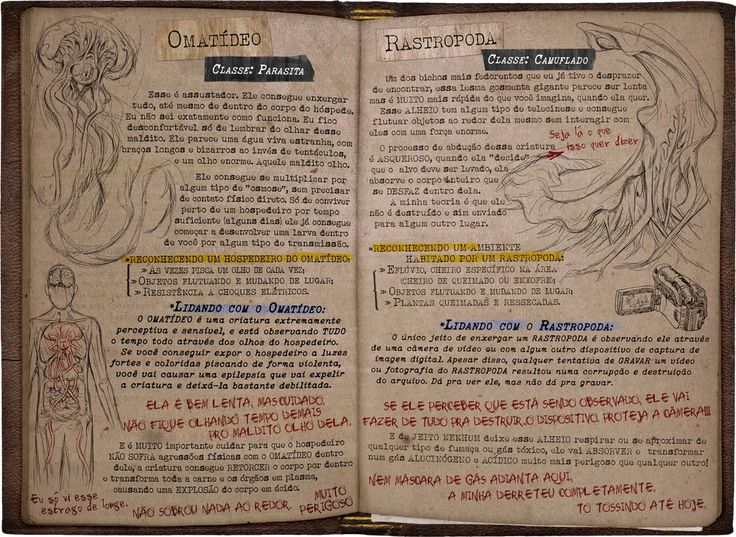 OMATÍDEO
CLASSE: PARASITA
Esse é assustador. Ele consegue enxergar
tudo, até mesmo de dentro do corpo do hóspede.
Eu não sei exatamente como funciona. Eu fico
desconfortável só de lembrar do olhar desse
maldito. Ele parece uma água viva estranha, com
braços longos e bizarros ao invés de tentáculos,
e um olho enorme. Aquele maldito olho.
Ele consegue se multiplicar por
algum tipo de "osmose", sem precisar
de contato físico direto. Só de conviver
perto de um hospedeiro por tempo
suficiente (alguns dias) ele já consegue
começar a desenvolver uma larva dentro
de você por algum tipo de transmissão.
*RECONHECENDO UM HOSPEDEIRO DO OMATÍDEO:
» ÀS VEZES PISCA UM OLHO DE CADA VEZ;
» OBJETOS FLUTUANDO E MUDANDO DE LUGAR;
» RESISTÊNCIA A CHOQUES ELÉTRICOS.
*LIDANDO COM O OMATÍDEO:
O OMATÍDEO é uma criatura extremamente
perceptiva e sensível, e está observando TUDO
o tempo todo através dos olhos do hospedeiro.
Se você conseguir expor o hospedeiro a luzes
fortes e coloridas piscando de forma violenta,
você vai causar uma epilepsia que vai expelir
a criatura e deixá-la bastante debilitada.
ELA É BEM LENTA, MAS CUIDADO.
NÃO FIQUE OLHANDO TEMPO DEMAIS
PRO MALDITO OLHO DELA.
E é MUITO importante cuidar para que o hospedeiro
NÃO SOFRA agressões físicas com o OMATÍDEO dentro
dele, a criatura consegue RETORCER o corpo por dentro
e transforma toda a carne e os órgãos em plasma,
causando uma EXPLOSÃO do corpo em ácido.
Eu só vi esse
estrago de longe.
NÃO SOBROU NADA AO REDOR.
MUITO
PERIGOSO
RASTROPODA
CLASSE: CAMUFLADO
Um dos bichos mais fedorentos que eu já tive o desprazer
de encontrar, essa lesma gosmenta gigante parece ser lenta
mas é MUITO mais rápida do que você imagina, quando ela quer.
Esse ALHEIO tem algum tipo de telecinese e consegue
flutuar objetos ao redor dela mesmo sem interagir com
eles com uma força enorme.
Seja lá o que
isso quer dizer
O processo de abdução dessa criatura
é ASQUEROSO, quando ela "decide"
que o alvo deve ser levado, ela
absorve o corpo inteiro que
se DESFAZ dentro dela.
A minha teoria é que ele
não é destruído e sim enviado
para algum outro lugar.
*RECONHECENDO UM AMBIENTE
HABITADO POR UM RASTROPODA:
» EFLÚVIO, CHEIRO ESPECÍFICO NA ÁREA
(CHEIRO DE QUEIMADO OU ENXOFRE;
» OBJETOS FLUTUANDO E MUDANDO DE LUGAR;
» PLANTAS QUEIMADAS E RESSECADAS.
*LIDANDO COM O RASTROPODA:
O único jeito de enxergar um RASTROPODA é observando ele através
de uma câmera de vídeo ou com algum outro dispositivo de captura de
imagem digital. Apesar disso, qualquer tentativa de GRAVAR um vídeo
ou fotografia do RASTROPODA resultou numa corrupção e destruição
do arquivo. Dá pra ver ele, mas não dá pra gravar.
SE ELE PERCEBER QUE ESTÁ SENDO OBSERVADO, ELE VAI
FAZER DE TUDO PRA DESTRUIR O DISPOSITIVO. PROTEJA A CÂMERA!!!
E de JEITO NENHUM deixe esse ALHEIO respirar ou se aproximar de
qualquer tipo de fumaça ou gás tóxico, ele vai ABSORVER e transformar
num gás ALUCINÓGENO e ACÍDICO muito mais perigoso que qualquer outro!
NEM MÁSCARA DE GÁS ADIANTA AQUI,
A MINHA DERRETEU COMPLETAMENTE.
TO TOSSINDO ATÉ HOJE.